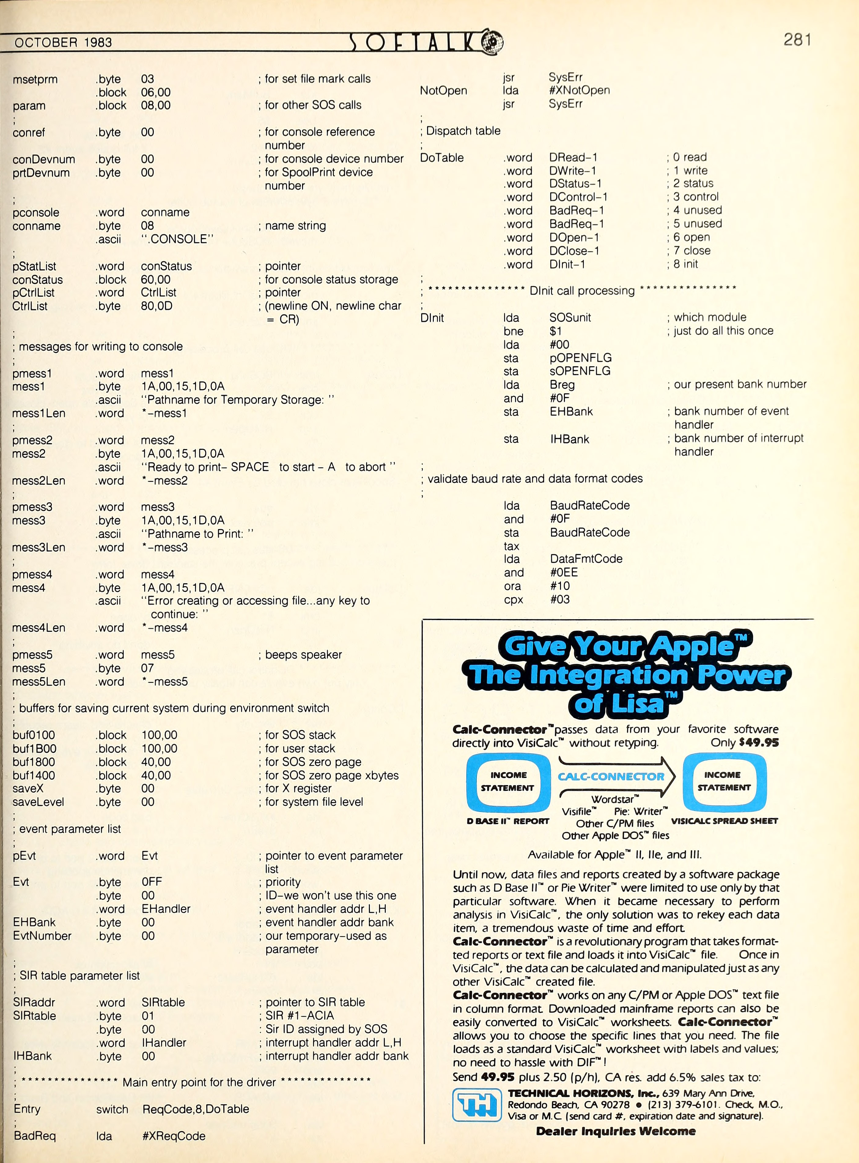 OCTOBER 1983
SOFTALK
281
msetprm .byte 03 ; for set file mark calls
.block 06,00
param .block 08,00 ; for other SOS calls
;
conref .byte 00 ; for console reference
number
conDevnum .byte 00 ; for console device number
prtDevnum .byte 00 ; for SpoolPrint device
number
;
pconsole .word conname
conname .byte 08 ; name string
.ascii ".CONSOLE"
;
pStatList .word conStatus ; pointer
conStatus .block 60,00 ; for console status storage
pCtrlList .word CtrlList ; pointer
CtrlList .byte 80,0D ; (newline ON, newline char
= CR)
;
; messages for writing to console
;
pmess1 .word mess1
mess1 .byte 1A,00,15,1D,0A
.ascii "Pathname for Temporary Storage: "
mess1Len .word *-mess1
;
pmess2 .word mess2
mess2 .byte 1A,00,15,1D,0A
.ascii "Ready to print– SPACE to start – A to abort "
mess2Len .word *-mess2
;
pmess3 .word mess3
mess3 .byte 1A,00,15,1D,0A
.ascii "Pathname to Print: "
mess3Len .word *-mess3
;
pmess4 .word mess4
mess4 .byte 1A,00,15,1D,0A
.ascii "Error creating or accessing file...any key to
continue: "
mess4Len .word *-mess4
;
pmess5 .word mess5 ; beeps speaker
mess5 .byte 07
mess5Len .word *-mess5
;
; buffers for saving current system during environment switch
;
buf0100 .block 100,00 ; for SOS stack
buf1B00 .block 100,00 ; for user stack
buf1800 .block 40,00 ; for SOS zero page
buf1400 .block 40,00 ; for SOS zero page xbytes
saveX .byte 00 ; for X register
saveLevel .byte 00 ; for system file level
;
; event parameter list
;
pEvt .word Evt ; pointer to event parameter
list
Evt .byte 0FF ; priority
.byte 00 ; ID–we won't use this one
.word EHandler ; event handler addr L,H
EHBank .byte 00 ; event handler addr bank
EvtNumber .byte 00 ; our temporary–used as
parameter
;
; SIR table parameter list
;
SIRaddr .word SIRtable ; pointer to SIR table
SIRtable .byte 01 ; SIR #1–ACIA
.byte 00 : Sir ID assigned by SOS
.word IHandler ; interrupt handler addr L,H
IHBank .byte 00 ; interrupt handler addr bank
;
; *************** Main entry point for the driver **************
;
Entry switch ReqCode,8,DoTable
;
BadReq lda #XReqCode
jsr SysErr
NotOpen lda #XNotOpen
jsr SysErr
;
; Dispatch table
;
DoTable .word DRead–1 ; 0 read
.word DWrite–1 ; 1 write
.word DStatus–1 ; 2 status
.word DControl–1 ; 3 control
.word BadReq–1 ; 4 unused
.word BadReq–1 ; 5 unused
.word DOpen–1 ; 6 open
.word DClose–1 ; 7 close
.word DInit–1 ; 8 init
;
; *************** DInit call processing ***************
;
DInit lda SOSunit ; which module
bne $1 ; just do all this once
lda #00
sta pOPENFLG
sta sOPENFLG
lda Breg ; our present bank number
and #0F
sta EHBank ; bank number of event
handler
sta IHBank ; bank number of interrupt
handler
;
; validate baud rate and data format codes
;
lda BaudRateCode
and #0F
sta BaudRateCode
tax
lda DataFmtCode
and #0EE
ora #10
cpx #03
Give Your Apple™
The Integration Power
of Lisa™
Calc-Connector™ passes data from your favorite software
directly into VisiCalc™ without retyping. Only $49.95
INCOME
STATEMENT
CALC-CONNECTOR
INCOME
STATEMENT
Wordstar™
Visifile™ Pie: Writer™
D BASE II™ REPORT Other C/PM files VISICALC SPREAD SHEET
Other Apple DOS™ files
Available for Apple™ II, IIe, and III.
Until now, data files and reports created by a software package
such as D Base II™ or Pie Writer™ were limited to use only by that
particular software. When it became necessary to perform
analysis in VisiCalc™, the only solution was to rekey each data
item, a tremendous waste of time and effort.
Calc-Connector™ is a revolutionary program that takes format-
ted reports or text file and loads it into VisiCalc™ file. Once in
VisiCalc™, the data can be calculated and manipulated just as any
other VisiCalc™ created file.
Calc-Connector™ works on any C/PM or Apple DOS™ text file
in column format. Downloaded mainframe reports can also be
easily converted to VisiCalc™ worksheets. Calc-Connector™
allows you to choose the specific lines that you need. The file
loads as a standard VisiCalc™ worksheet with labels and values;
no need to hassle with DIF™!
Send 49.95 plus 2.50 (p/h), CA res. add 6.5% sales tax to:
TH
TECHNICAL HORIZONS, Inc., 639 Mary Ann Drive,
Redondo Beach, CA 90278 • (213) 379-6101. Check, M.O.,
Visa or M.C. (send card #, expiration date and signature).
Dealer Inquiries Welcome